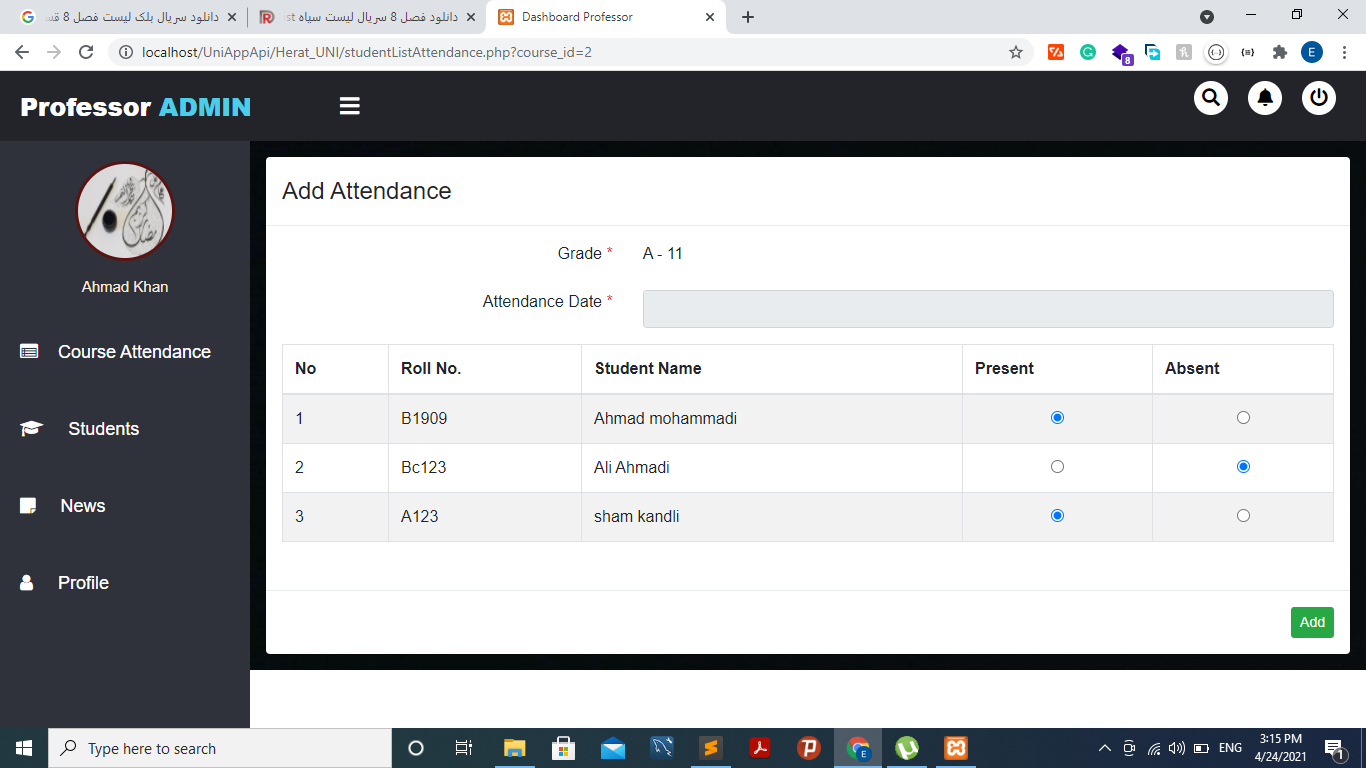 دانلود سریال بلک لیست فصل 8 قس
دانلود فصل 8 سریال لیست سیاه
Dashboard Professor
localhost/UniAppApi/Herat_UNI/studentListAttendance.php?course_id=2
8
E
Professor ADMIN
Ahmad Khan
Course Attendance
Students
News
Profile
Add Attendance
Grade * A - 11
Attendance Date *
No Roll No. Student Name Present Absent
1 B1909 Ahmad mohammadi
2 Bc123 Ali Ahmadi
3 A123 sham kandli
Add
Type here to search
E
ENG
3:15 PM
4/24/2021
1